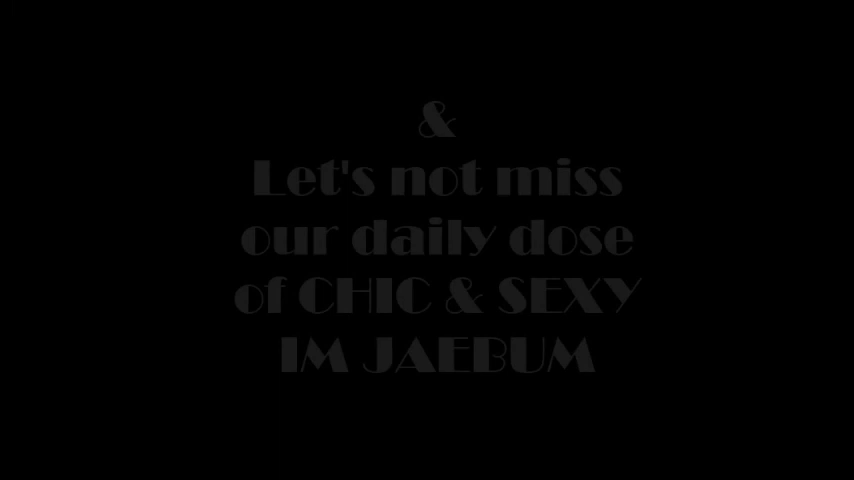 &
Let's not miss
our daily dose
of CHIC & SEXY
IM JAEBUM